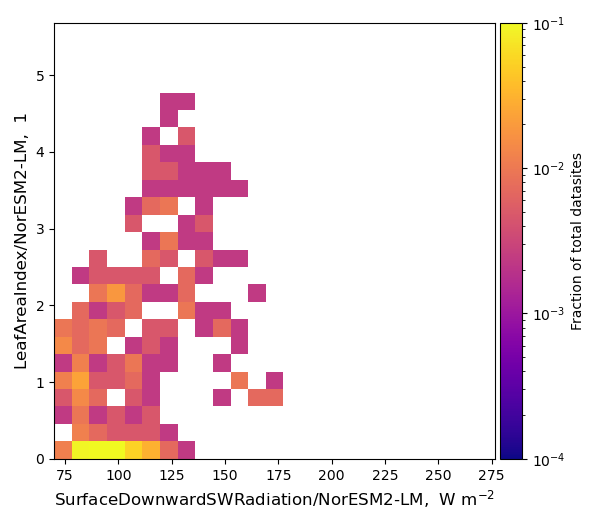 LeafAreaIndex/NorESM2-LM,  1
5
4
3
2
1
0
75 100 125 150 175 200 225 250 275
SurfaceDownwardSWRadiation/NorESM2-LM,  W m⁻²
10⁻¹
10⁻²
10⁻³
10⁻⁴
Fraction of total datasites